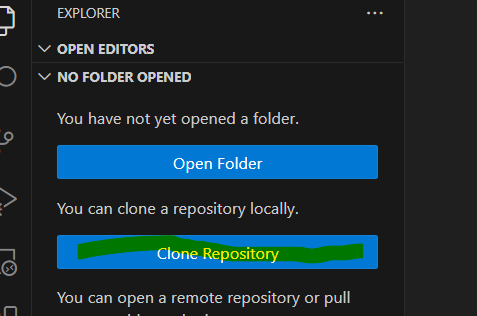 EXPLORER
OPEN EDITORS
NO FOLDER OPENED
You have not yet opened a folder.
Open Folder
You can clone a repository locally.
Clone Repository
You can open a remote repository or pull